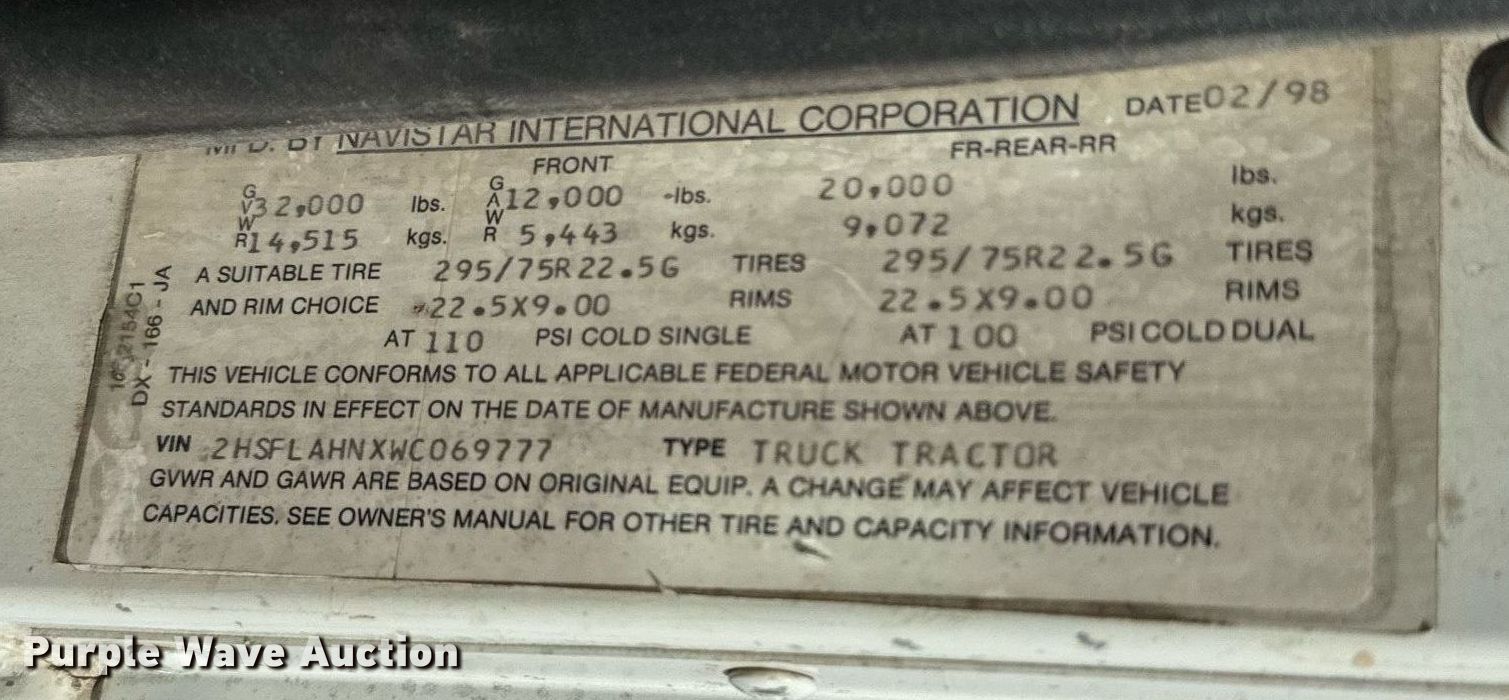 MFD. BY NAVISTAR INTERNATIONAL CORPORATION DATE 02/98
FRONT FR-REAR-RR
GVWR 32,000 lbs. GAWR 12,000 lbs. 20,000 lbs.
14,515 kgs. 5,443 kgs. 9,072 kgs.
A SUITABLE TIRE 295/75R22.5G TIRES 295/75R22.5G TIRES
AND RIM CHOICE 22.5X9.00 RIMS 22.5X9.00 RIMS
AT 110 PSI COLD SINGLE AT 100 PSI COLD DUAL
THIS VEHICLE CONFORMS TO ALL APPLICABLE FEDERAL MOTOR VEHICLE SAFETY
STANDARDS IN EFFECT ON THE DATE OF MANUFACTURE SHOWN ABOVE.
VIN 2HSFLAHNXWC069777 TYPE TRUCK TRACTOR
GVWR AND GAWR ARE BASED ON ORIGINAL EQUIP. A CHANGE MAY AFFECT VEHICLE
CAPACITIES. SEE OWNER'S MANUAL FOR OTHER TIRE AND CAPACITY INFORMATION.
DX - 166 - JA
Purple Wave Auction